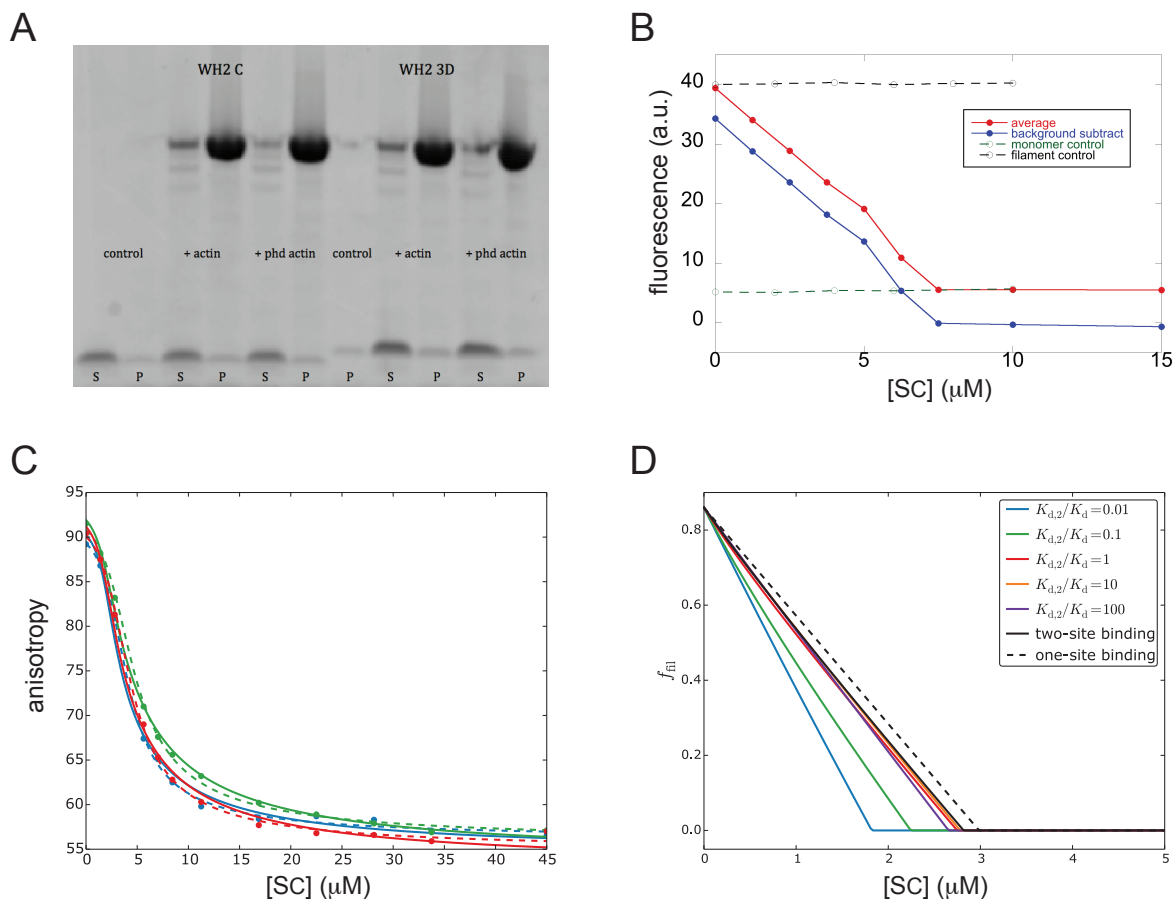 A
WH2 C
WH2 3D
control
+ actin
+ phd actin
control
+ actin
+ phd actin
S
P
S
P
S
P
P
S
P
S
P
B
fluorescence (a.u.)
40
30
20
10
0
average
background subtract
monomer control
filament control
0
5
10
15
[SC] (μM)
C
anisotropy
95
90
85
80
75
70
65
60
55
0
5
10
15
20
25
30
35
40
45
[SC] (μM)
D
f_fil
0.8
0.6
0.4
0.2
0.0
K_d,2/K_d=0.01
K_d,2/K_d=0.1
K_d,2/K_d=1
K_d,2/K_d=10
K_d,2/K_d=100
two-site binding
one-site binding
0
1
2
3
4
5
[SC] (μM)